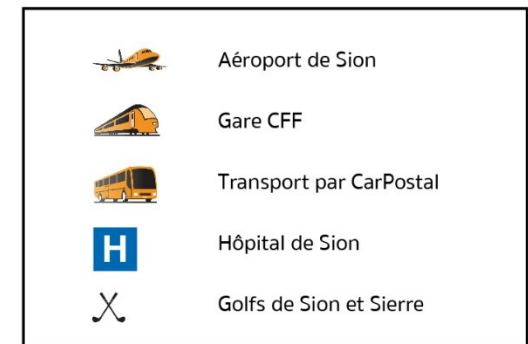 Aéroport de Sion
Gare CFF
Transport par CarPostal
H Hôpital de Sion
Golfs de Sion et Sierre